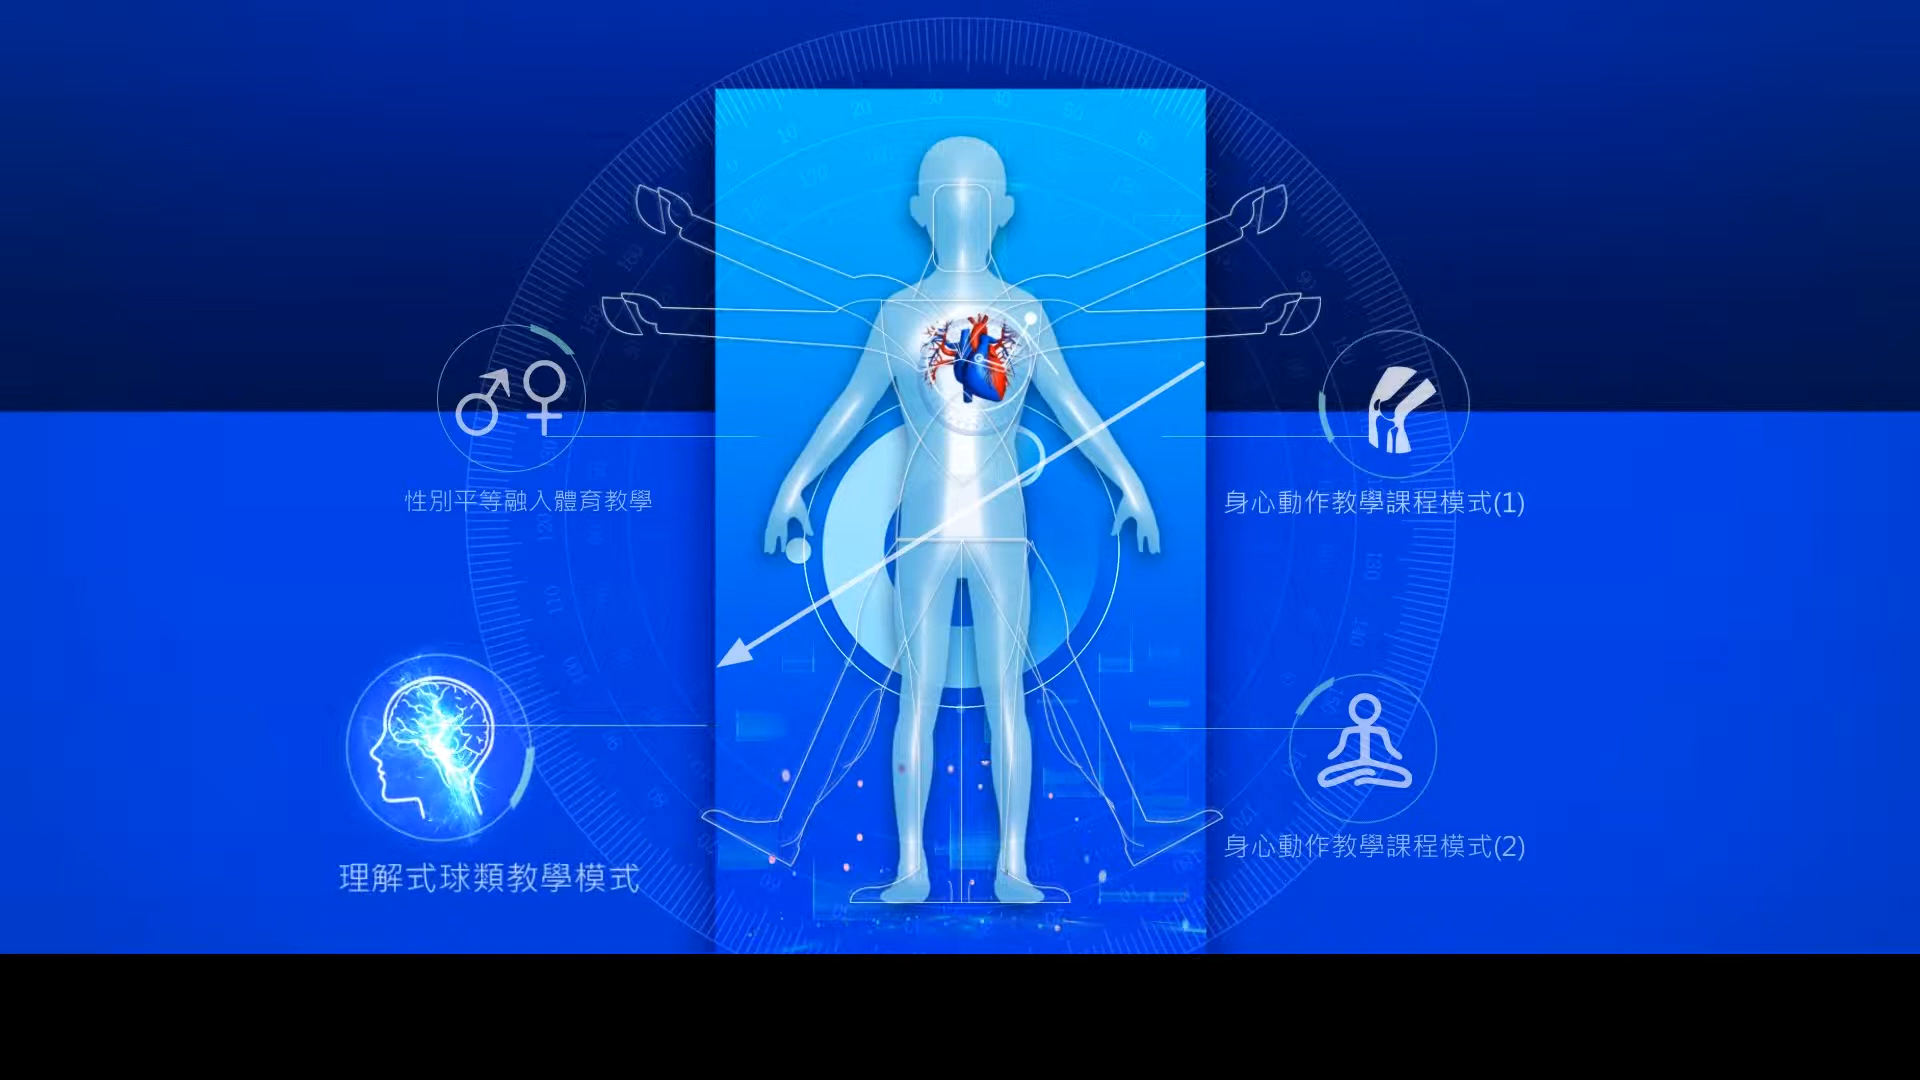 性別平等融入體育教學
身心動作教學課程模式(1)
理解式球類教學模式
身心動作教學課程模式(2)